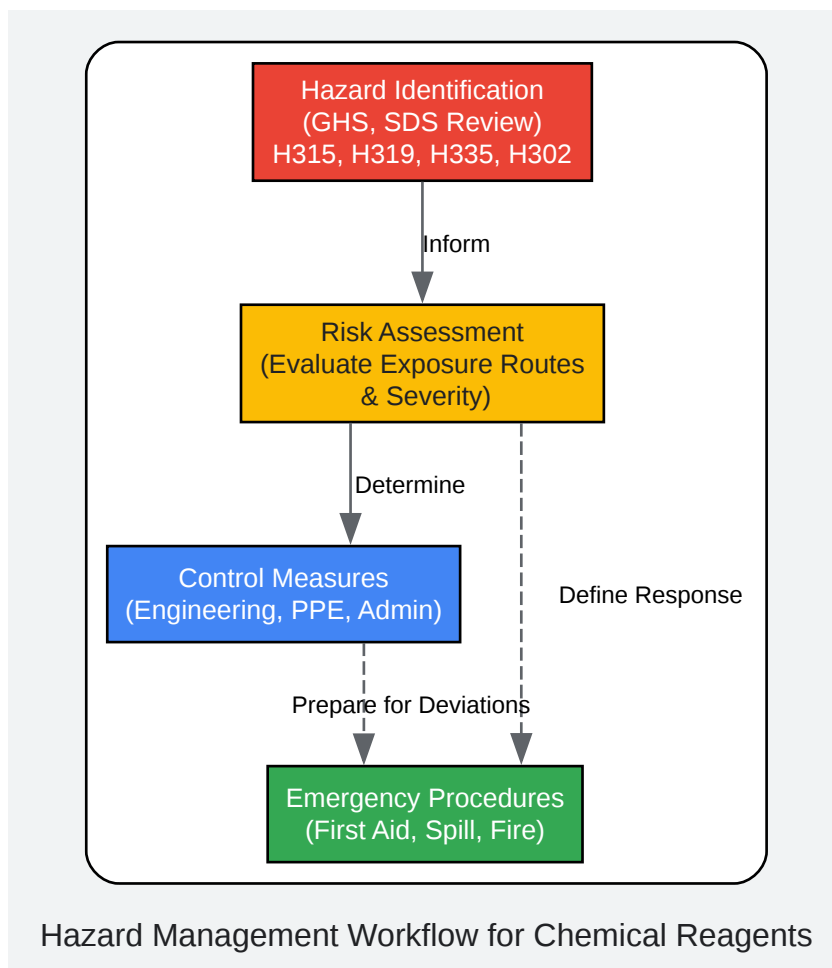 Hazard Identification
(GHS, SDS Review)
H315, H319, H335, H302
Inform
Risk Assessment
(Evaluate Exposure Routes
& Severity)
Determine
Control Measures
(Engineering, PPE, Admin)
Define Response
Prepare for Deviations
Emergency Procedures
(First Aid, Spill, Fire)
Hazard Management Workflow for Chemical Reagents